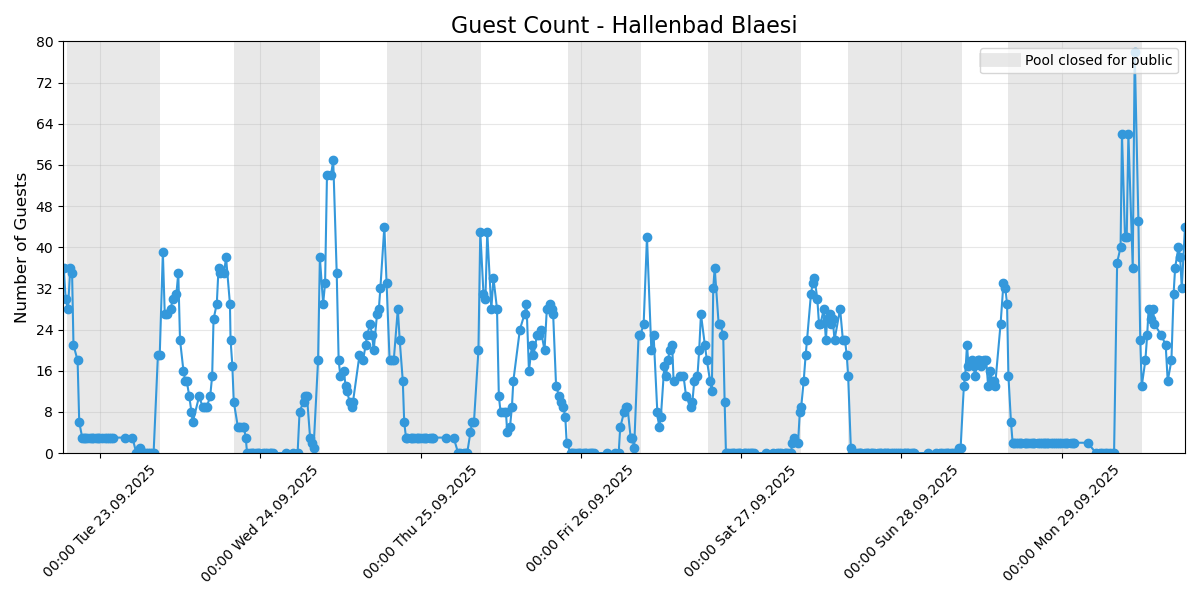 Guest Count - Hallenbad Blaesi
Pool closed for public
Number of Guests
80
72
64
56
48
40
32
24
16
8
0
00:00 Tue 23.09.2025
00:00 Wed 24.09.2025
00:00 Thu 25.09.2025
00:00 Fri 26.09.2025
00:00 Sat 27.09.2025
00:00 Sun 28.09.2025
00:00 Mon 29.09.2025